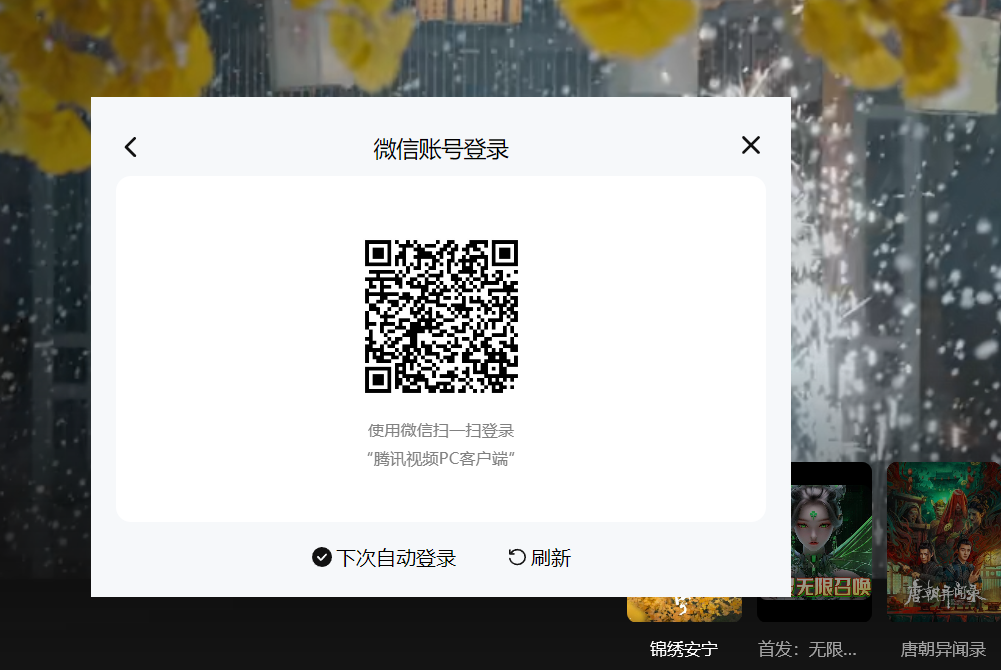 微信账号登录
使用微信扫一扫登录
“腾讯视频PC客户端”
下次自动登录
刷新
无限召唤
唐朝异闻录
锦绣安宁
首发：无限...
唐朝异闻录